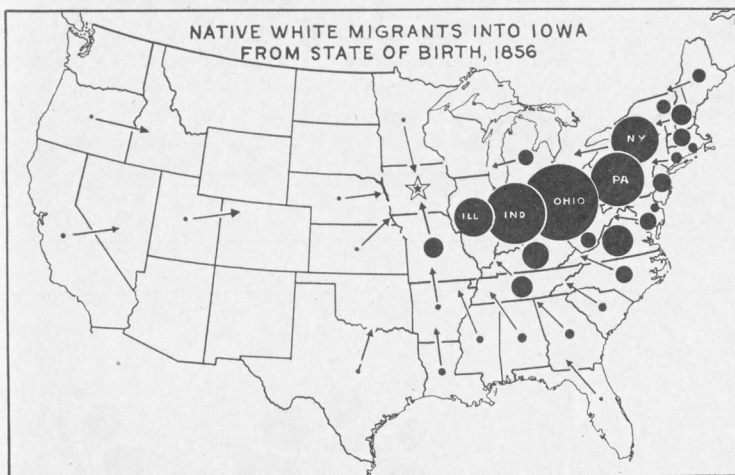 NATIVE WHITE MIGRANTS INTO IOWA
FROM STATE OF BIRTH, 1856
NY
PA
OHIO
IND
ILL